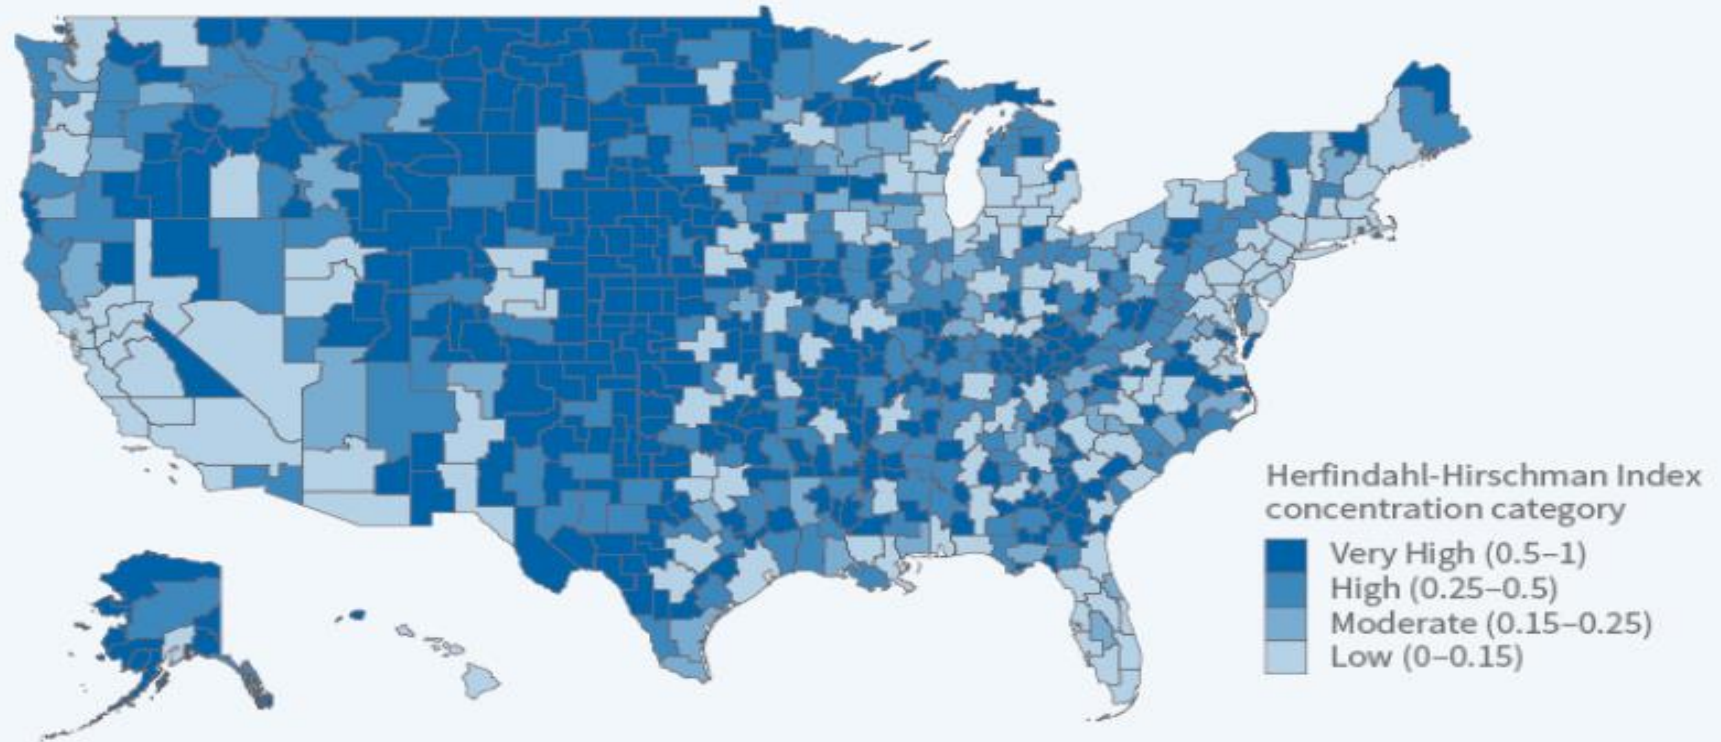 Herfindahl-Hirschman Index
concentration category
Very High (0.5–1)
High (0.25–0.5)
Moderate (0.15–0.25)
Low (0–0.15)